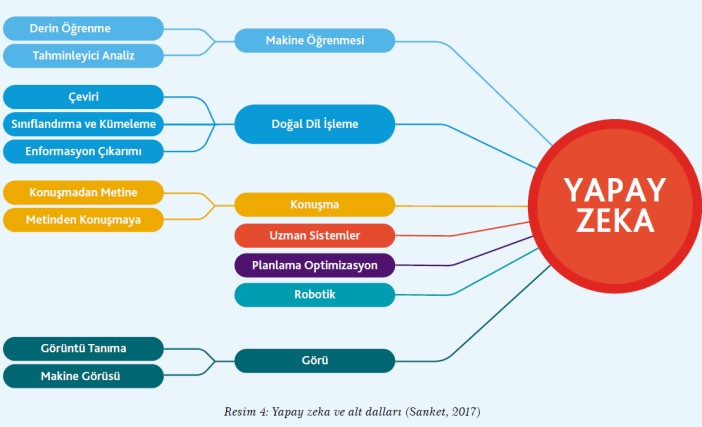 Derin Öğrenme
Tahminleyici Analiz
Makine Öğrenmesi
Çeviri
Sınıflandırma ve Kümeleme
Enformasyon Çıkarımı
Doğal Dil İşleme
Konuşmadan Metine
Metinden Konuşmaya
Konuşma
Uzman Sistemler
Planlama Optimizasyon
Robotik
Görüntü Tanıma
Makine Görüsü
Görü
YAPAY
ZEKA
Resim 4: Yapay zeka ve alt dalları (Sanket, 2017)